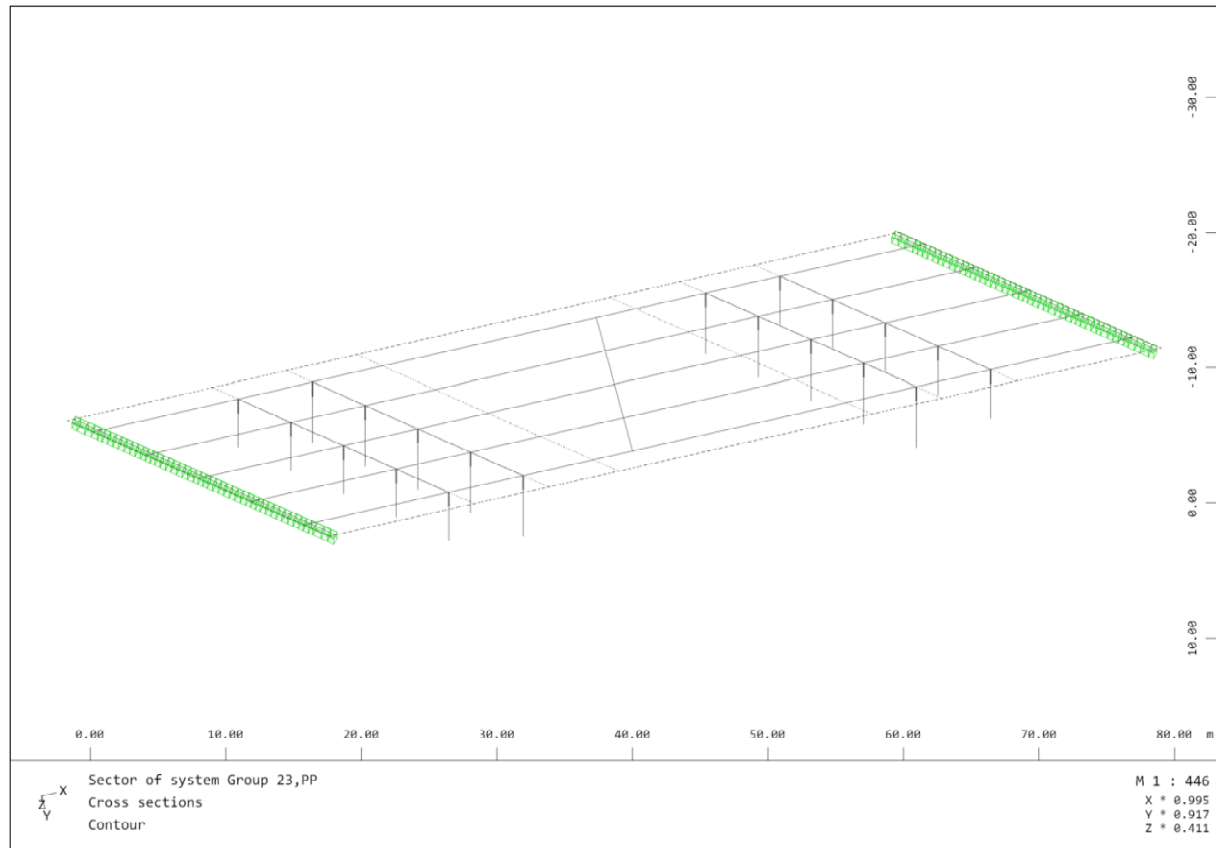 -30.00
-20.00
-10.00
0.00
10.00
0.00 10.00 20.00 30.00 40.00 50.00 60.00 70.00 80.00 m
X
Z
Y
Sector of system Group 23,PP
Cross sections
Contour
M 1 : 446
X * 0.995
Y * 0.917
Z * 0.411